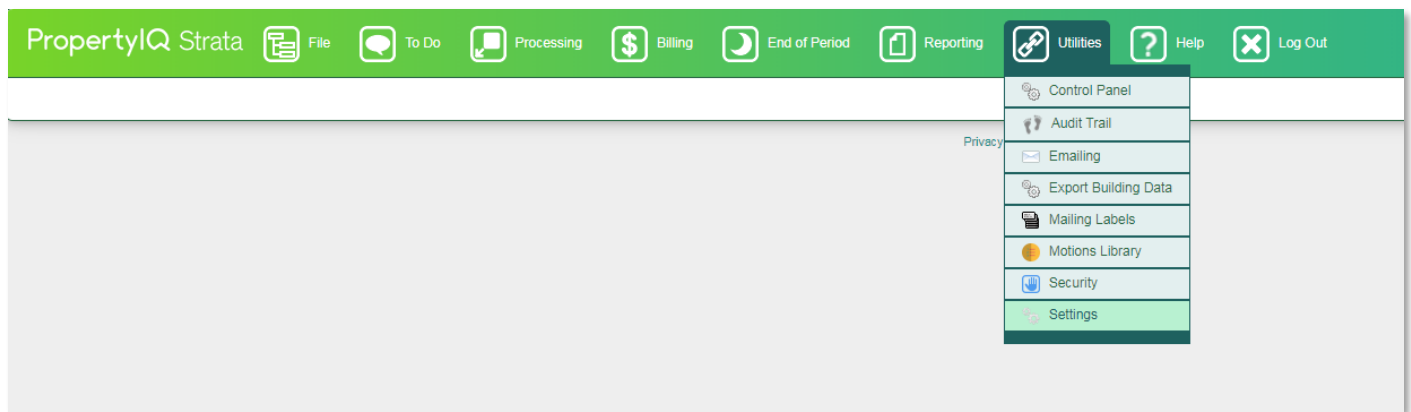 PropertyIQ Strata File To Do Processing Billing End of Period Reporting Utilities Help Log Out
Control Panel
Audit Trail
Privacy
Emailing
Export Building Data
Mailing Labels
Motions Library
Security
Settings